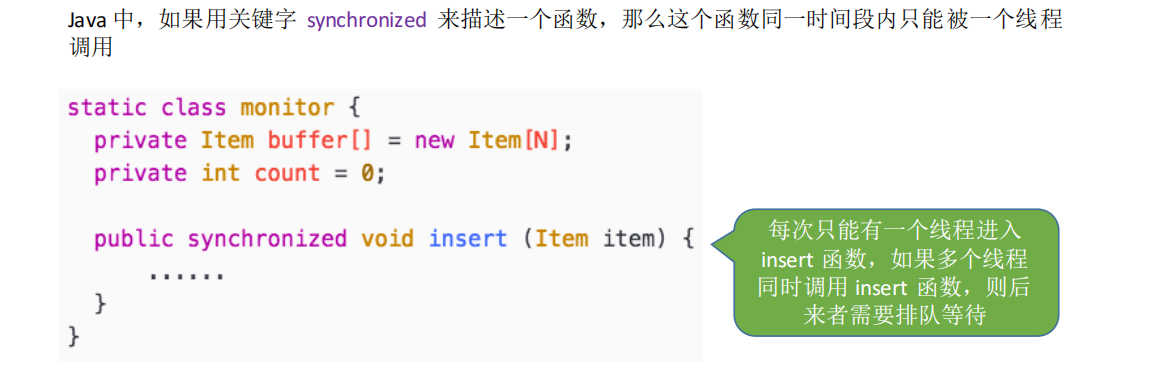 Java 中，如果用关键字 synchronized 来描述一个函数，那么这个函数同一时间段内只能被一个线程
调用
static class monitor {
  private Item buffer[] = new Item[N];
  private int count = 0;
  public synchronized void insert (Item item) {
      ......
  }
}
每次只能有一个线程进入
insert 函数，如果多个线程
同时调用 insert 函数，则后
来者需要排队等待